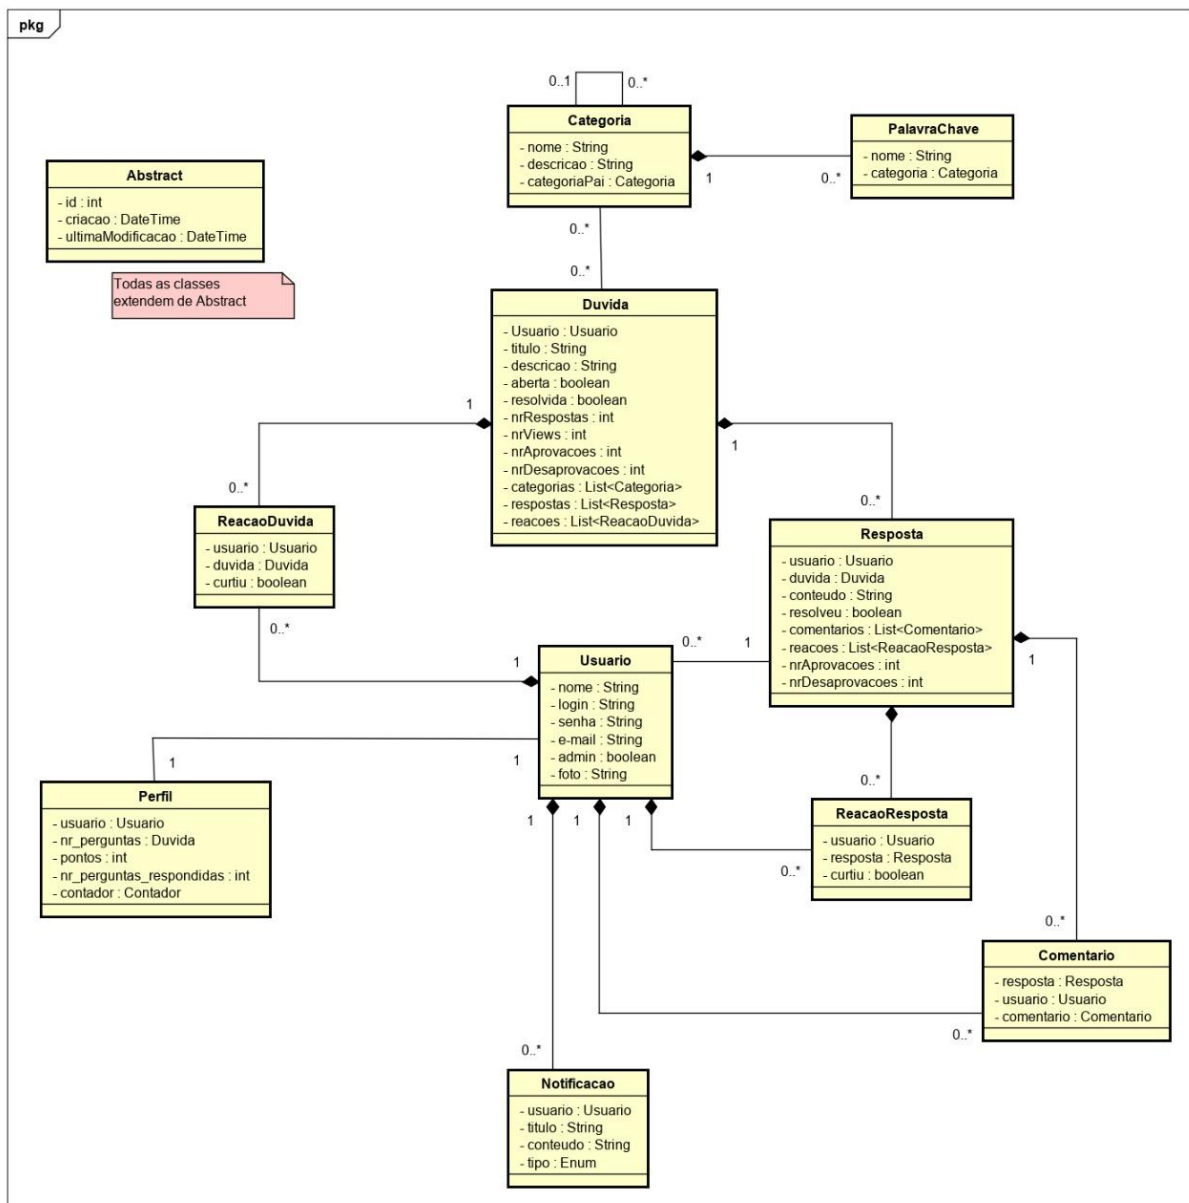 pkg
0..1
0..*
Categoria
- nome : String
- descricao : String
- categoriaPai : Categoria
1
0..*
PalavraChave
- nome : String
- categoria : Categoria
Abstract
- id : int
- criacao : DateTime
- ultimaModificacao : DateTime
Todas as classes
extendem de Abstract
0..*
0..*
Duvida
- Usuario : Usuario
- titulo : String
- descricao : String
- aberta : boolean
- resolvida : boolean
- nrRespostas : int
- nrViews : int
- nrAprovacoes : int
- nrDesaprovacoes : int
- categorias : List<Categoria>
- respostas : List<Resposta>
- reacoes : List<ReacaoDuvida>
1
1
0..*
0..*
ReacaoDuvida
- usuario : Usuario
- duvida : Duvida
- curtiu : boolean
0..*
Resposta
- usuario : Usuario
- duvida : Duvida
- conteudo : String
- resolveu : boolean
- comentarios : List<Comentario>
- reacoes : List<ReacaoResposta>
- nrAprovacoes : int
- nrDesaprovacoes : int
1
0..*
1
1
Usuario
- nome : String
- login : String
- senha : String
- e-mail : String
- admin : boolean
- foto : String
1
1
Perfil
- usuario : Usuario
- nr_perguntas : Duvida
- pontos : int
- nr_perguntas_respondidas : int
- contador : Contador
1
1
1
0..*
ReacaoResposta
- usuario : Usuario
- resposta : Resposta
- curtiu : boolean
0..*
0..*
Comentario
- resposta : Resposta
- usuario : Usuario
- comentario : Comentario
0..*
0..*
Notificacao
- usuario : Usuario
- titulo : String
- conteudo : String
- tipo : Enum